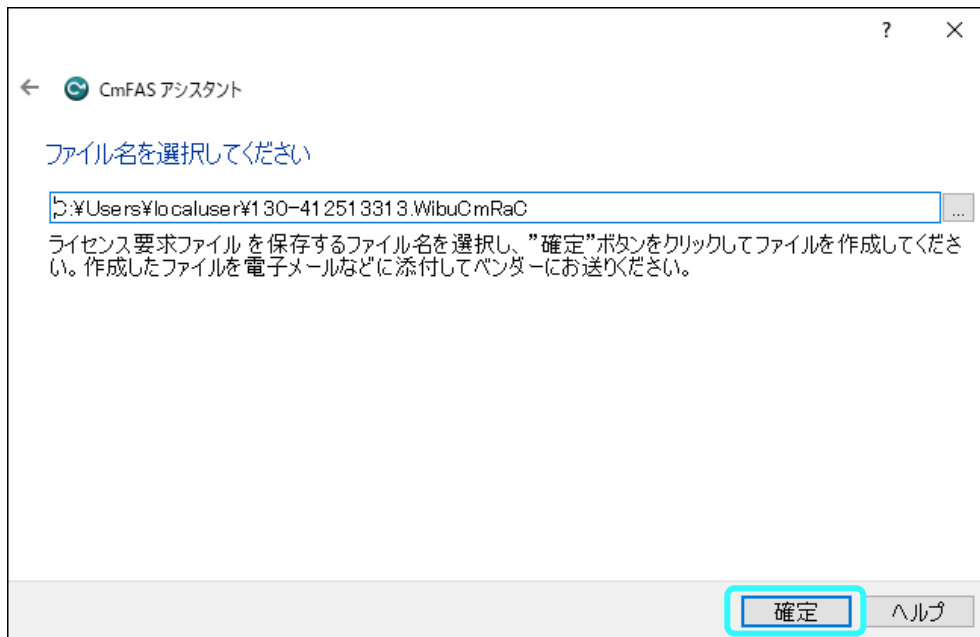 ?
CmFAS アシスタント
ファイル名を選択してください
C:¥Users¥localuser¥130-412513313.WibuCmRaC
...
ライセンス要求ファイル を保存するファイル名を選択し、”確定”ボタンをクリックしてファイルを作成してくださ
い。作成したファイルを電子メールなどに添付してベンダーにお送りください。
確定
ヘルプ